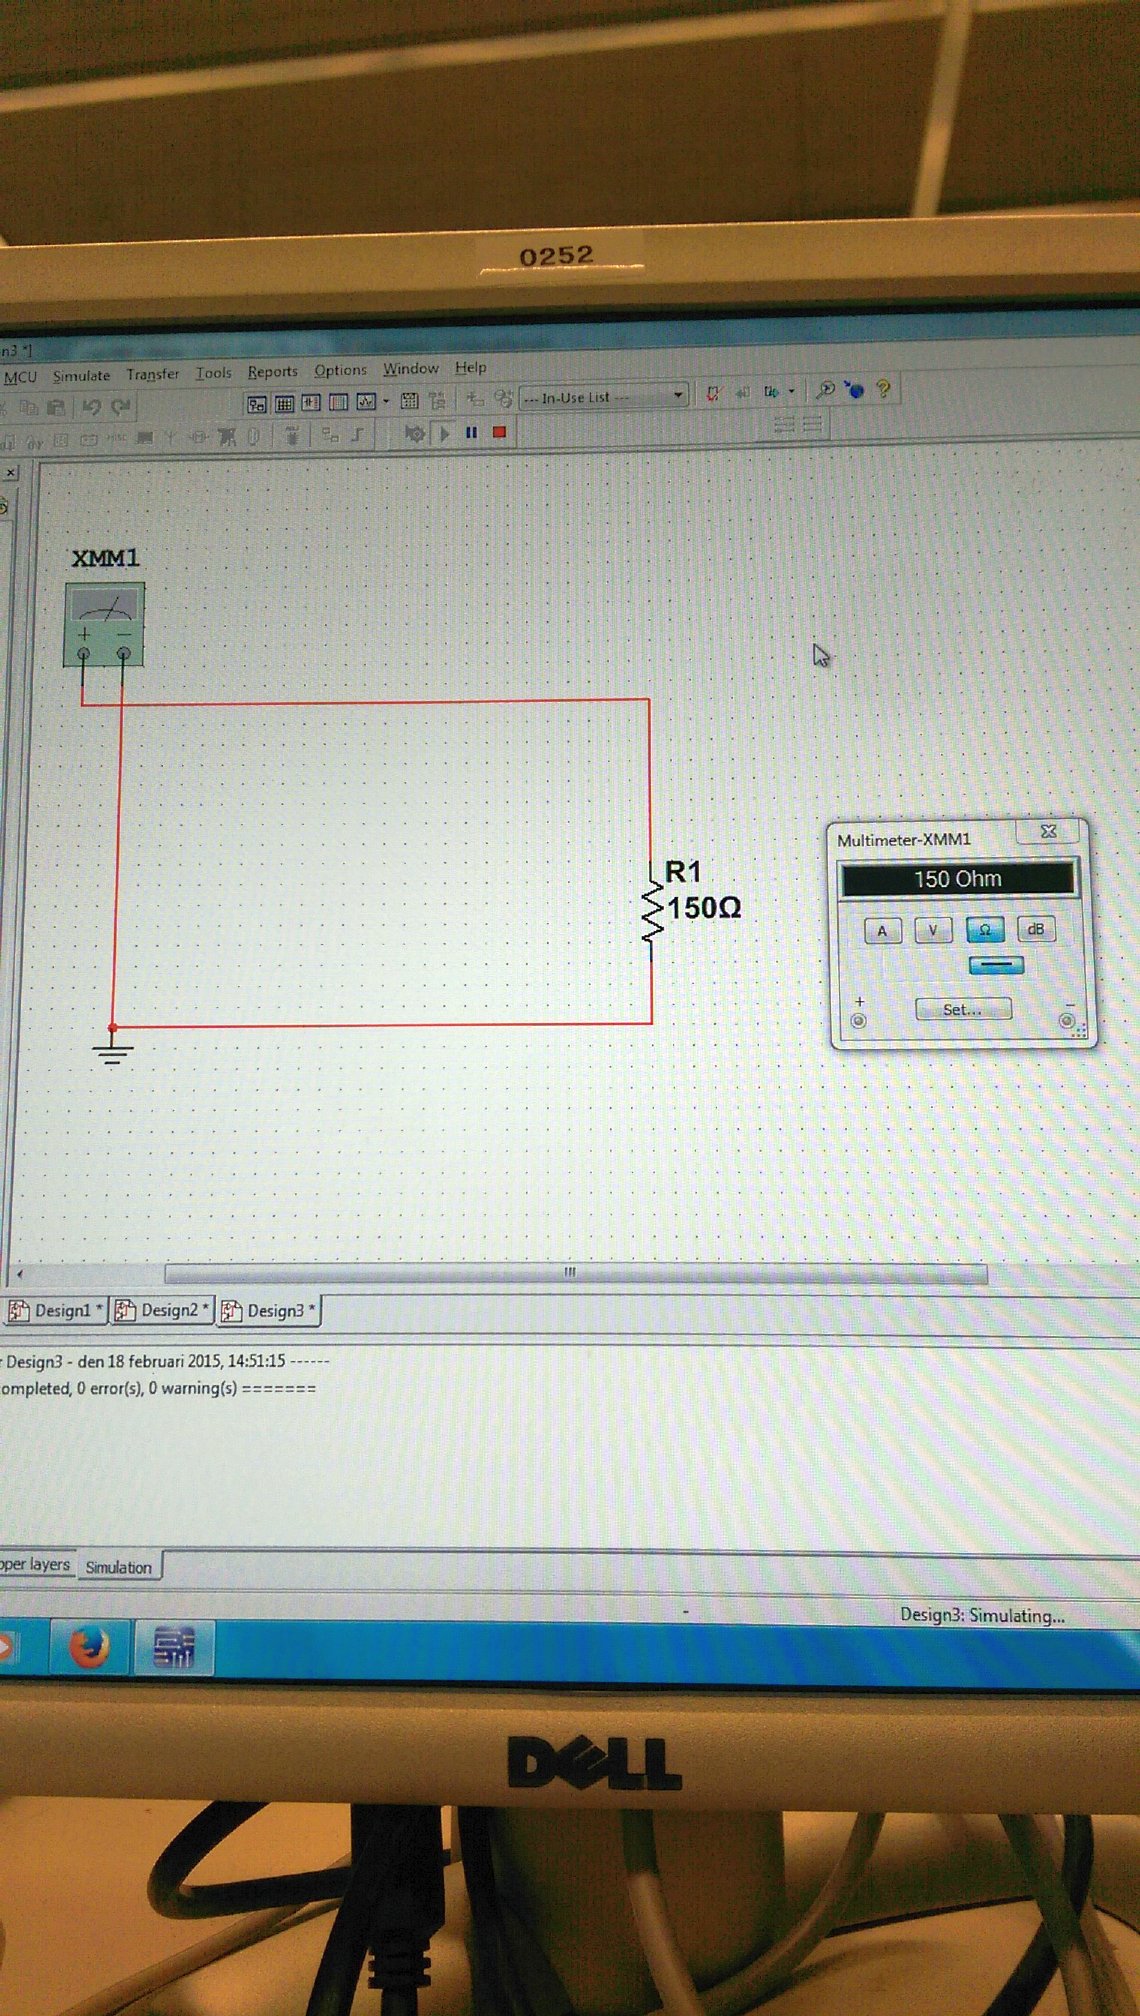 0252
n3 *]
MCU Simulate Transfer Tools Reports Options Window Help
--- In-Use List ---
XMM1
+ −
R1
150Ω
Multimeter-XMM1
150 Ohm
A V Ω dB
+ −
Set...
Design1 * Design2 * Design3 *
Design3 - den 18 februari 2015, 14:51:15 ------
ompleted, 0 error(s), 0 warning(s) =======
pper layers Simulation
-
Design3: Simulating...
DELL